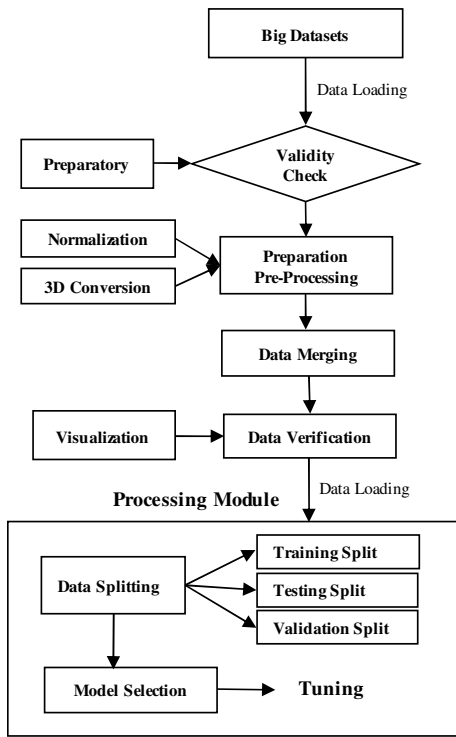 Big Datasets
Data Loading
Preparatory
Validity
Check
Normalization
3D Conversion
Preparation
Pre-Processing
Data Merging
Visualization
Data Verification
Data Loading
Processing Module
Data Splitting
Training Split
Testing Split
Validation Split
Model Selection
Tuning